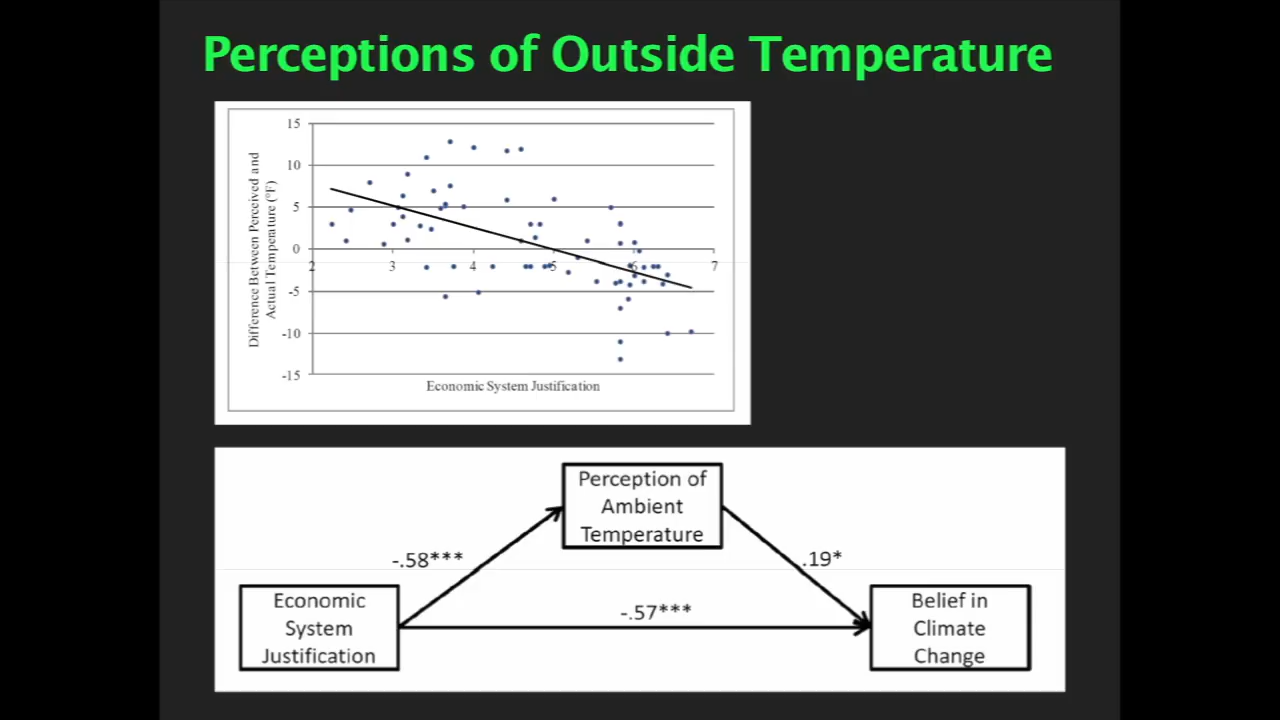 Perceptions of Outside Temperature
Difference Between Perceived and
Actual Temperature (°F)
15
10
5
0
-5
-10
-15
2
3
4
5
6
7
Economic System Justification
Perception of
Ambient
Temperature
-.58***
.19*
Economic
System
Justification
-.57***
Belief in
Climate
Change